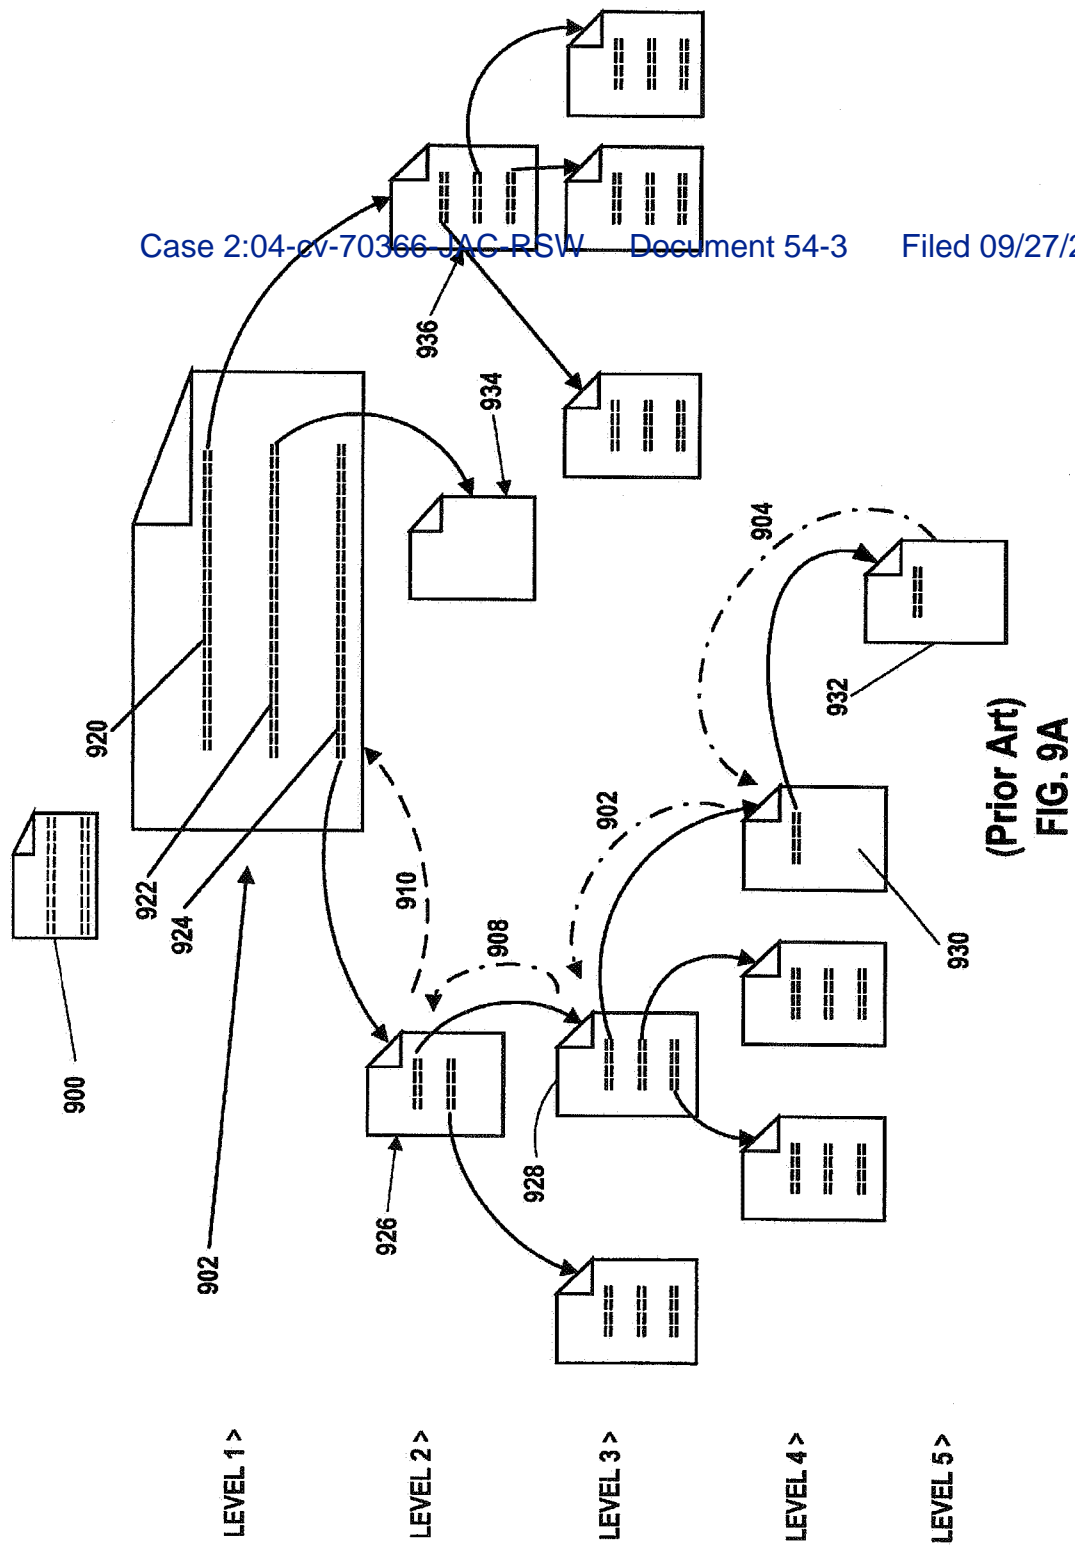 Case 2:04-cv-70366-JAC-RSW Document 54-3 Filed 09/27/2
900
902
920
922
924
LEVEL 1 >
910
926
934
936
LEVEL 2 >
908
928
LEVEL 3 >
902
904
930
LEVEL 4 >
932
LEVEL 5 >
(Prior Art)
FIG. 9A